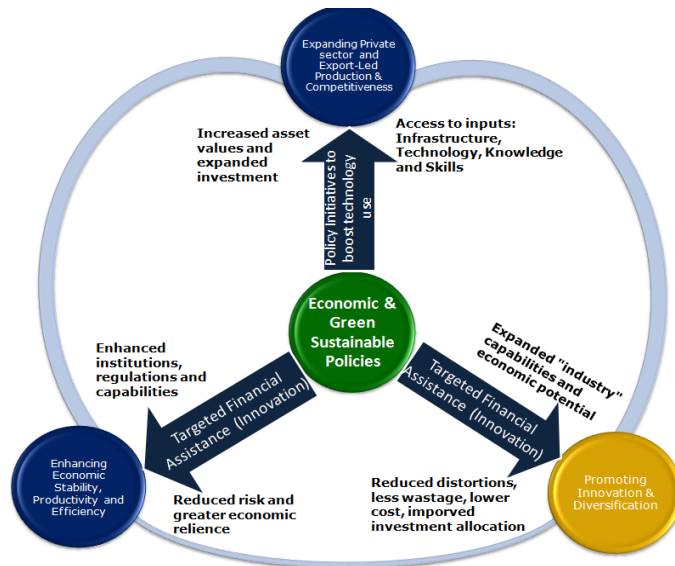 Expanding Private
sector and
Export-Led
Production &
Competitiveness
Increased asset
values and
expanded
investment
Access to inputs:
Infrastructure,
Technology, Knowledge
and Skills
Policy Initiatives to
boost technology
use
Economic &
Green
Sustainable
Policies
Enhanced
institutions,
regulations and
capabilities
Targeted Financial
Assistance (Innovation)
Expanded "industry"
capabilities and
economic potential
Targeted Financial
Assistance (Innovation)
Enhancing
Economic
Stability,
Productivity and
Efficiency
Reduced risk and
greater economic
relience
Reduced distortions,
less wastage, lower
cost, imporved
investment allocation
Promoting
Innovation &
Diversification